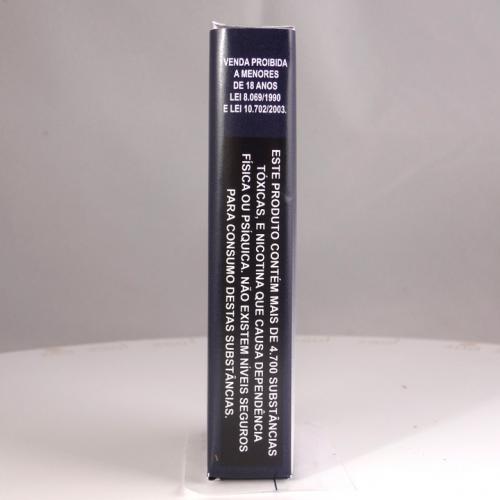 VENDA PROIBIDA
A MENORES
DE 18 ANOS
LEI 8.069/1990
E LEI 10.702/2003.
ESTE PRODUTO CONTÉM MAIS DE 4.700 SUBSTÂNCIAS
TÓXICAS, E NICOTINA QUE CAUSA DEPENDÊNCIA
FÍSICA OU PSÍQUICA. NÃO EXISTEM NÍVEIS SEGUROS
PARA CONSUMO DESTAS SUBSTÂNCIAS.